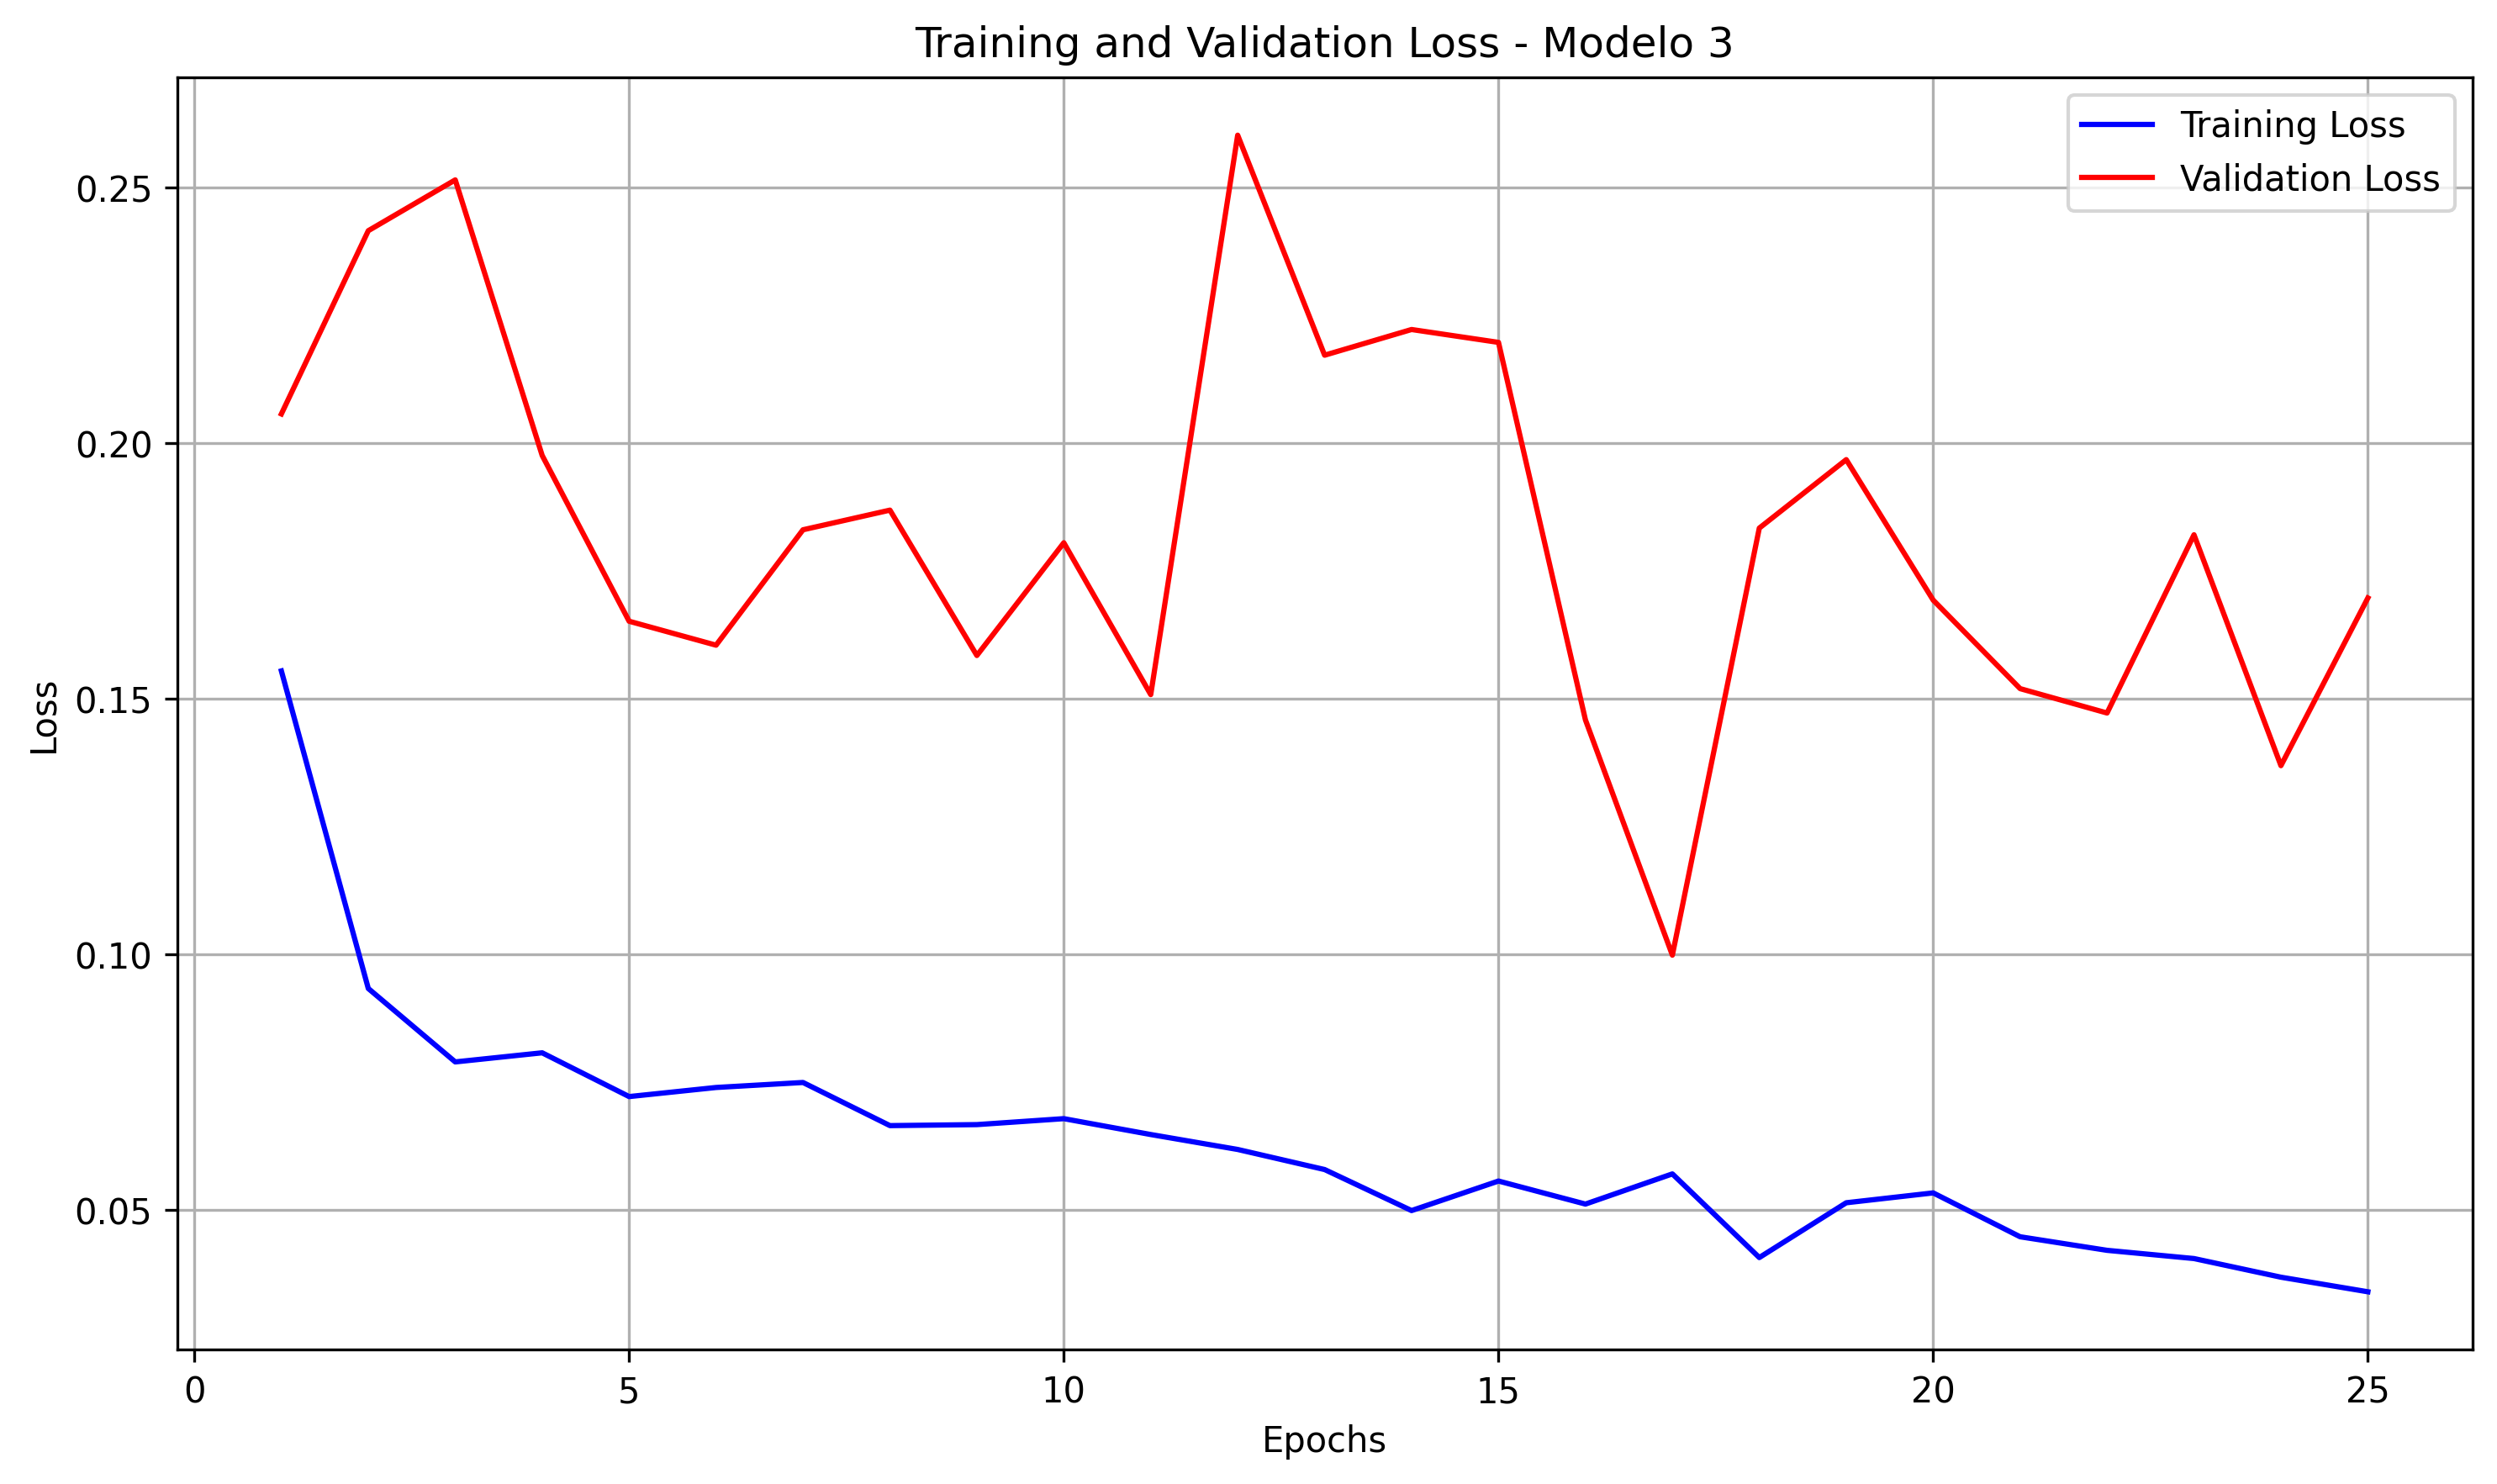 Training and Validation Loss - Modelo 3
Training Loss
Validation Loss
0.25
0.20
0.15
0.10
0.05
Loss
0 5 10 15 20 25
Epochs